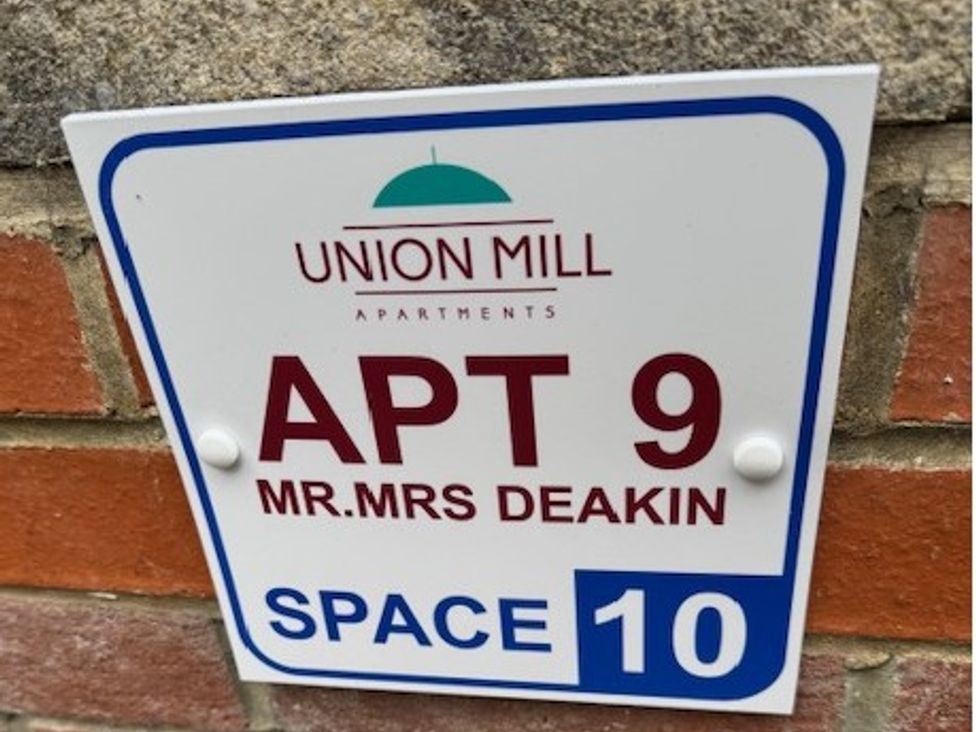 UNION MILL
APARTMENTS
APT 9
MR.MRS DEAKIN
SPACE 10